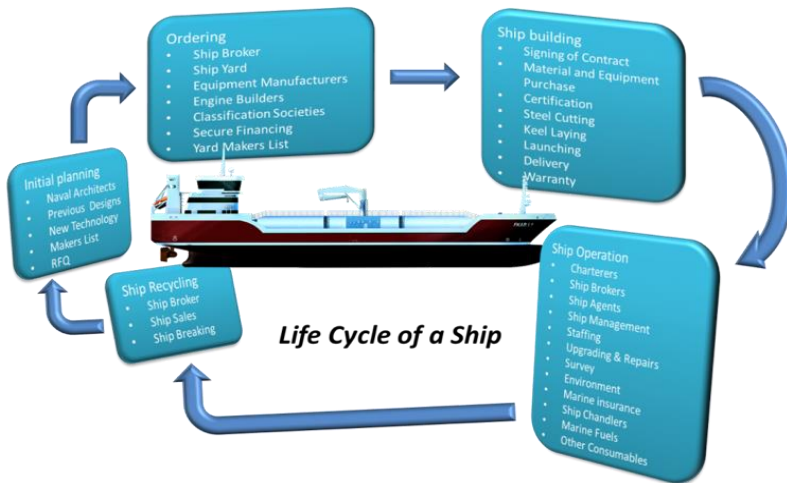 Initial planning
Naval Architects
Previous Designs
New Technology
Makers List
RFQ
Ordering
Ship Broker
Ship Yard
Equipment Manufacturers
Engine Builders
Classification Societies
Secure Financing
Yard Makers List
Ship building
Signing of Contract
Material and Equipment
Purchase
Certification
Steel Cutting
Keel Laying
Launching
Delivery
Warranty
Ship Operation
Charterers
Ship Brokers
Ship Agents
Ship Management
Staffing
Upgrading & Repairs
Survey
Environment
Marine insurance
Ship Chandlers
Marine Fuels
Other Consumables
Ship Recycling
Ship Broker
Ship Sales
Ship Breaking
Life Cycle of a Ship